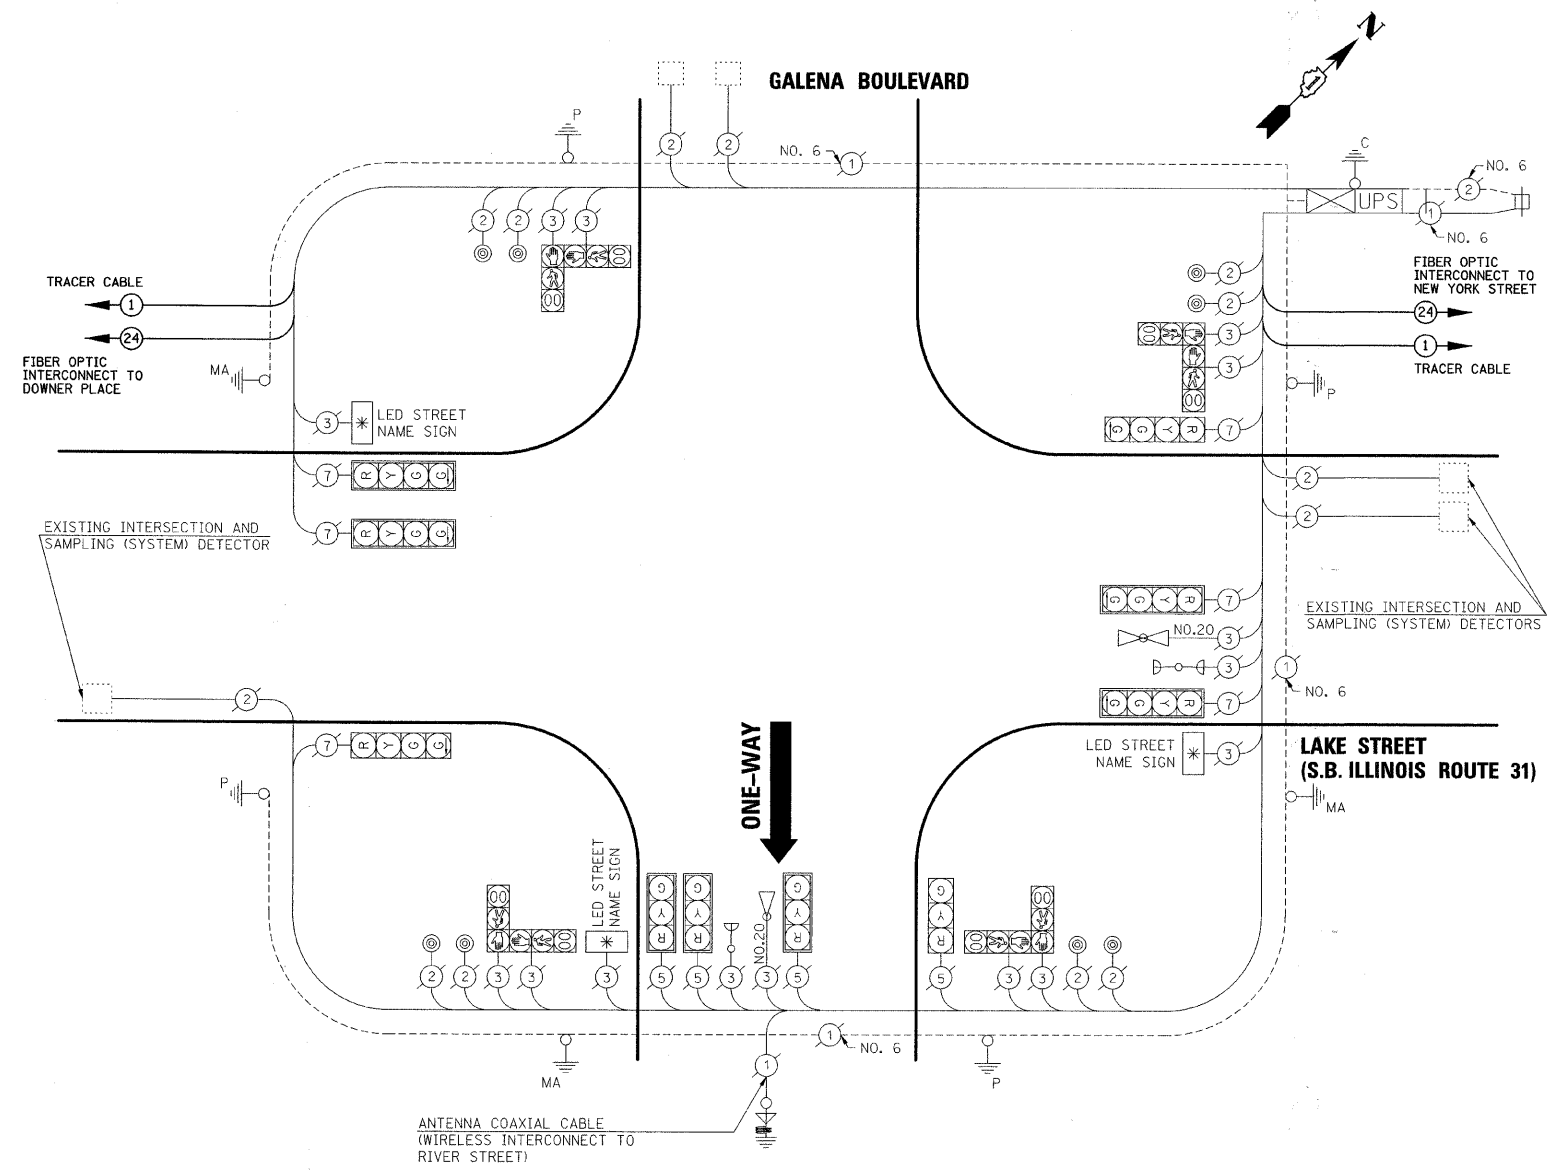 N
GALENA BOULEVARD
P
C
2
2
NO. 6
1
NO. 6
2
UPS
1
NO. 6
2
2
3
3
00
00
TRACER CABLE
1
24
FIBER OPTIC
INTERCONNECT TO
DOWNER PLACE
MA
FIBER OPTIC
INTERCONNECT TO
NEW YORK STREET
24
1
TRACER CABLE
2
2
00
3
3
00
P
G G Y R
7
3
LED STREET
NAME SIGN
7
R Y G G
7
R Y G G
2
2
EXISTING INTERSECTION AND
SAMPLING (SYSTEM) DETECTOR
EXISTING INTERSECTION AND
SAMPLING (SYSTEM) DETECTORS
G G Y R
7
NO.20
3
3
1
NO. 6
G G Y R
7
2
7
R Y G G
P
ONE-WAY
LED STREET
NAME SIGN
3
LAKE STREET
(S.B. ILLINOIS ROUTE 31)
MA
00
00
LED STREET
NAME SIGN
G Y R
G Y R
NO.20
G Y R
G Y R
00
00
2
2
3
3
3
5
5
3
3
5
5
3
3
2
2
1
NO. 6
MA
1
P
ANTENNA COAXIAL CABLE
(WIRELESS INTERCONNECT TO
RIVER STREET)